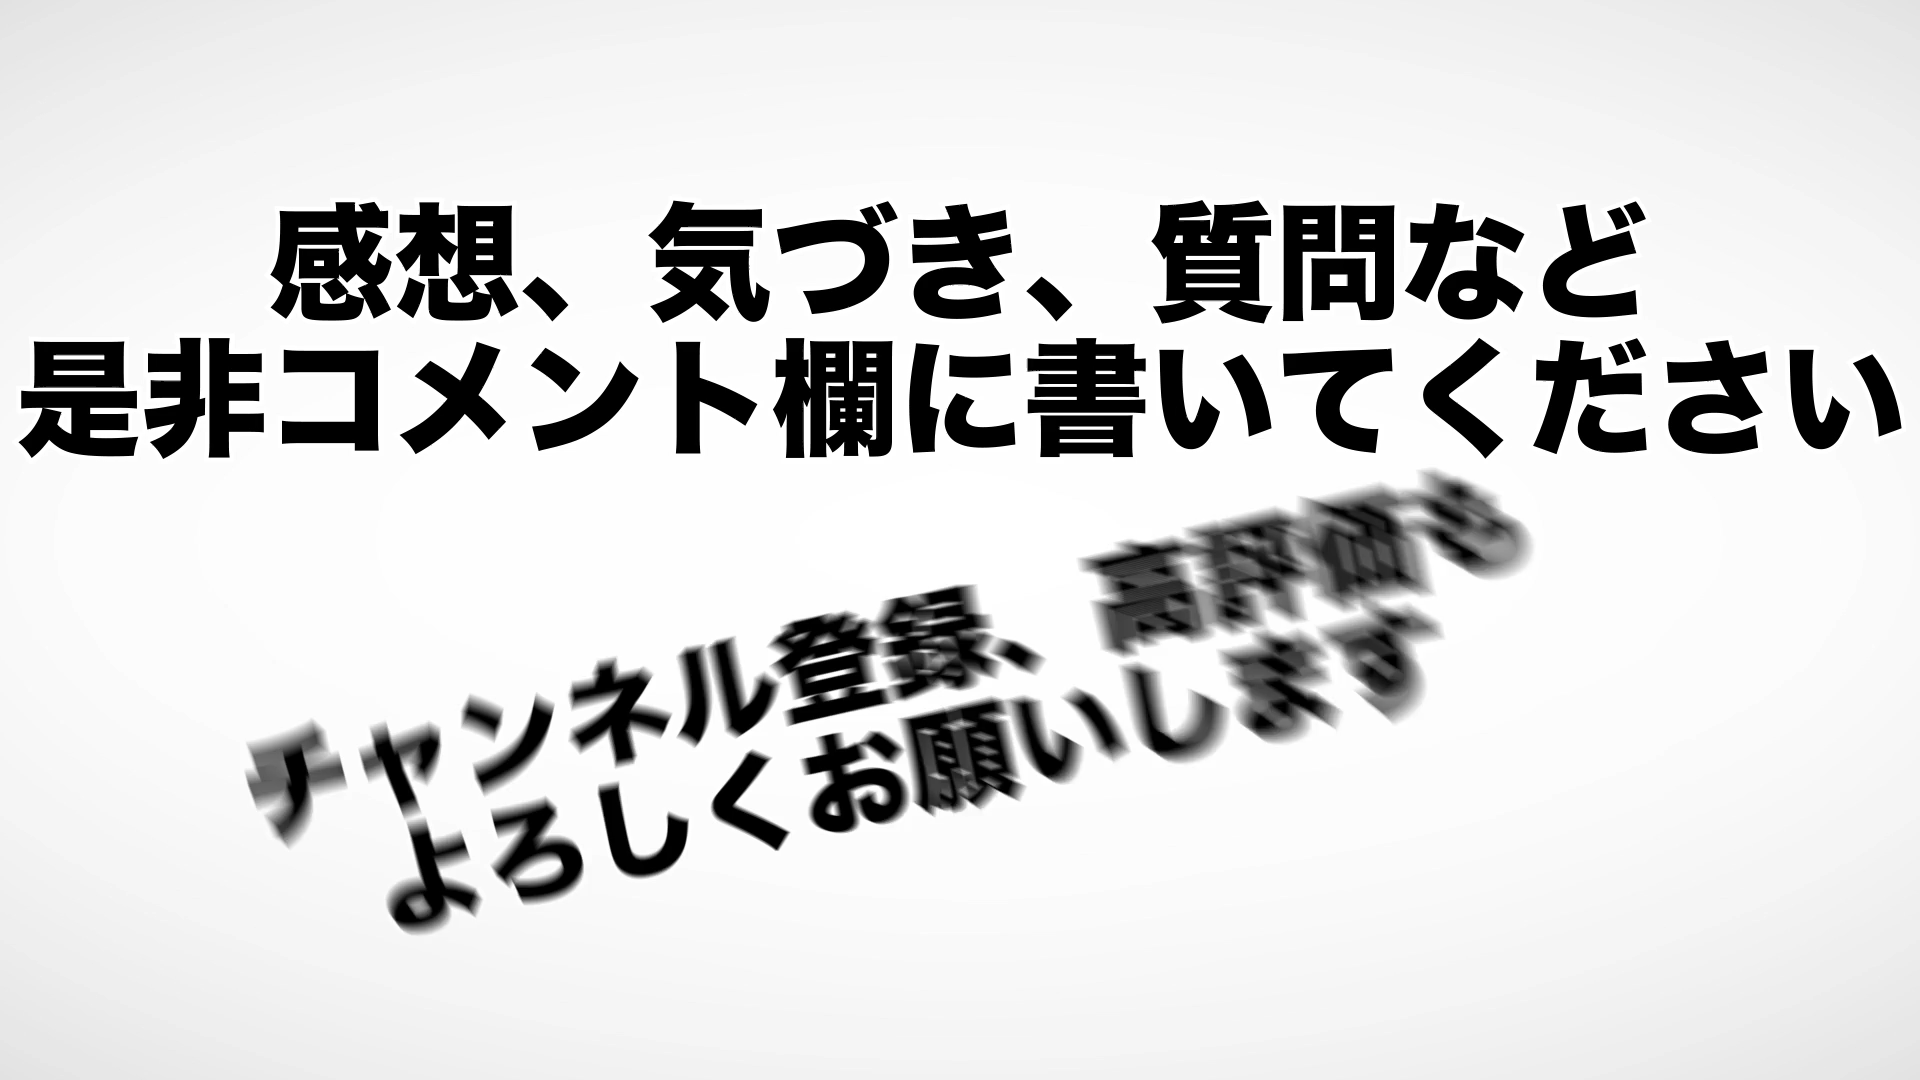 感想、気づき、質問など
是非コメント欄に書いてください
チャンネル登録、高評価も
よろしくお願いします